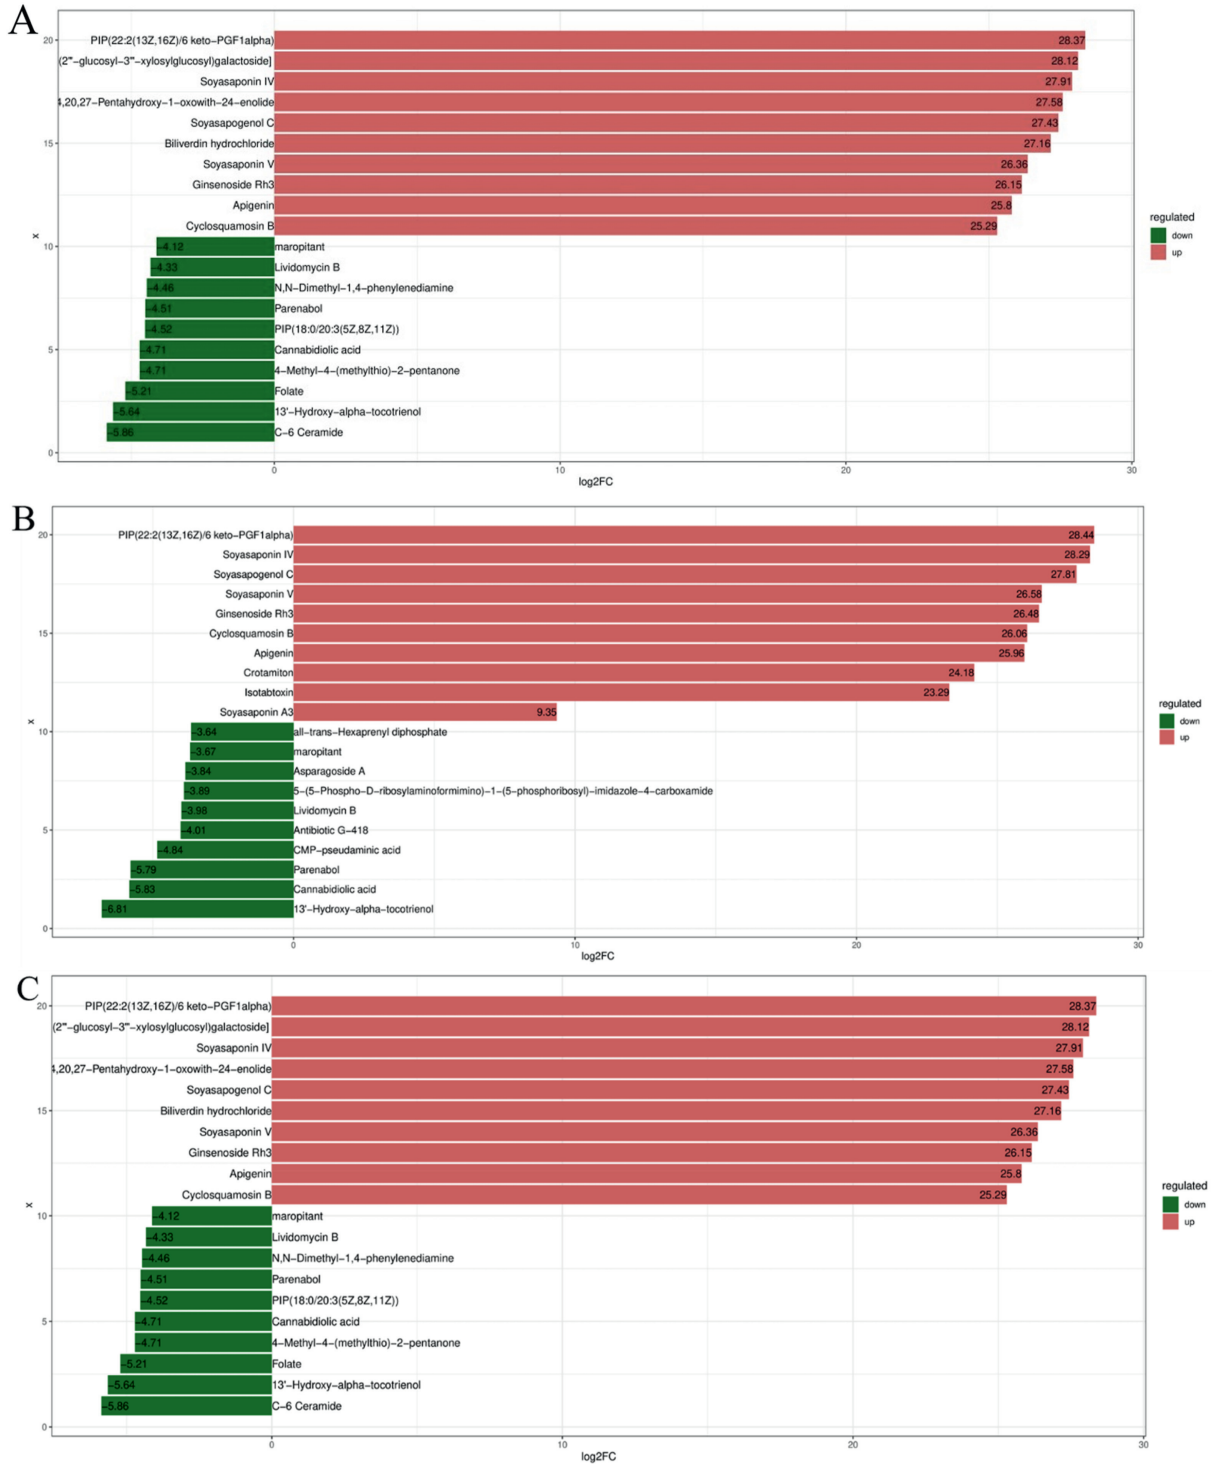 A
20
PIP(22:2(13Z,16Z)/6 keto−PGF1alpha) 28.37
(2'''−glucosyl−3'''−xylosylglucosyl)galactoside] 28.12
Soyasaponin IV 27.91
4,20,27−Pentahydroxy−1−oxowith−24−enolide 27.58
Soyasapogenol C 27.43
15
Biliverdin hydrochloride 27.16
Soyasaponin V 26.36
Ginsenoside Rh3 26.15
Apigenin 25.8
Cyclosquamosin B 25.29
x
10
−4.12 maropitant
−4.33 Lividomycin B
−4.46 N,N−Dimethyl−1,4−phenylenediamine
−4.51 Parenabol
−4.52 PIP(18:0/20:3(5Z,8Z,11Z))
5
−4.71 Cannabidiolic acid
−4.71 4−Methyl−4−(methylthio)−2−pentanone
−5.21 Folate
−5.64 13'−Hydroxy−alpha−tocotrienol
−5.86 C−6 Ceramide
0
0 10 20 30
log2FC
regulated
down
up
B
20
PIP(22:2(13Z,16Z)/6 keto−PGF1alpha) 28.44
Soyasaponin IV 28.29
Soyasapogenol C 27.81
Soyasaponin V 26.58
Ginsenoside Rh3 26.48
15
Cyclosquamosin B 26.06
Apigenin 25.96
Crotamiton 24.18
Isotabtoxin 23.29
Soyasaponin A3 9.35
x
10
−3.64 all−trans−Hexaprenyl diphosphate
−3.67 maropitant
−3.84 Asparagoside A
−3.89 5−(5−Phospho−D−ribosylaminoformimino)−1−(5−phosphoribosyl)−imidazole−4−carboxamide
−3.98 Lividomycin B
5
−4.01 Antibiotic G−418
−4.84 CMP−pseudaminic acid
−5.79 Parenabol
−5.83 Cannabidiolic acid
−6.81 13'−Hydroxy−alpha−tocotrienol
0
0 10 20 30
log2FC
regulated
down
up
C
20
PIP(22:2(13Z,16Z)/6 keto−PGF1alpha) 28.37
(2'''−glucosyl−3'''−xylosylglucosyl)galactoside] 28.12
Soyasaponin IV 27.91
4,20,27−Pentahydroxy−1−oxowith−24−enolide 27.58
Soyasapogenol C 27.43
15
Biliverdin hydrochloride 27.16
Soyasaponin V 26.36
Ginsenoside Rh3 26.15
Apigenin 25.8
Cyclosquamosin B 25.29
x
10
−4.12 maropitant
−4.33 Lividomycin B
−4.46 N,N−Dimethyl−1,4−phenylenediamine
−4.51 Parenabol
−4.52 PIP(18:0/20:3(5Z,8Z,11Z))
5
−4.71 Cannabidiolic acid
−4.71 4−Methyl−4−(methylthio)−2−pentanone
−5.21 Folate
−5.64 13'−Hydroxy−alpha−tocotrienol
−5.86 C−6 Ceramide
0
0 10 20 30
log2FC
regulated
down
up